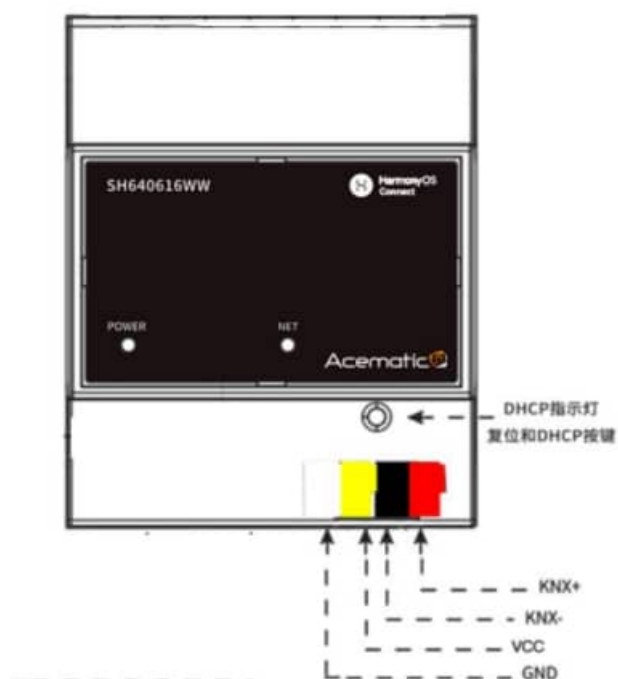 SH640616WW
HarmonyOS
Connect
POWER
NET
Acematic
DHCP指示灯
复位和DHCP按键
KNX+
KNX-
VCC
GND